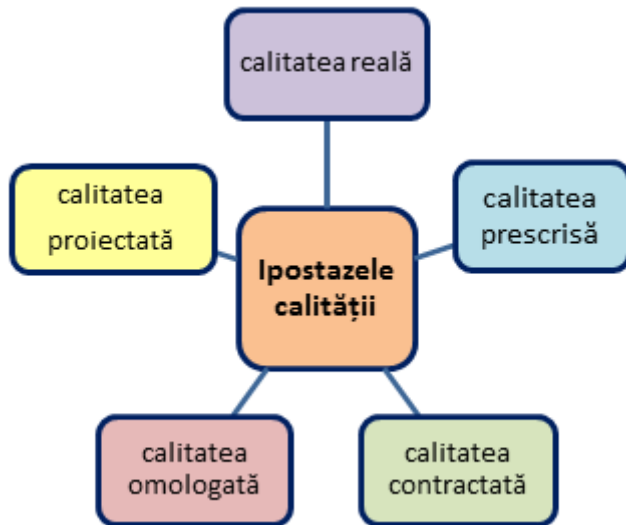 calitatea reală
calitatea
proiectată
calitatea
prescrisă
Ipostazele
calității
calitatea
omologată
calitatea
contractată